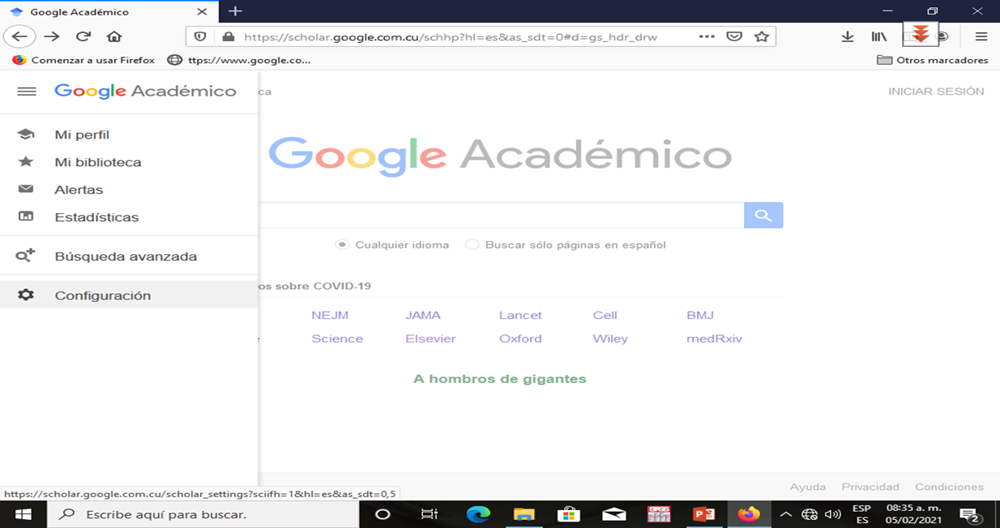 Google Académico
https://scholar.google.com.cu/schhp?hl=es&as_sdt=0#d=gs_hdr_drw
Comenzar a usar Firefox
ttps://www.google.co...
Otros marcadores
Google Académico
ca
INICIAR SESIÓN
Mi perfil
Mi biblioteca
Alertas
Estadísticas
Búsqueda avanzada
Configuración
Google Académico
Cualquier idioma
Buscar sólo páginas en español
os sobre COVID-19
NEJM JAMA Lancet Cell BMJ
Science Elsevier Oxford Wiley medRxiv
A hombros de gigantes
Ayuda Privacidad Condiciones
https://scholar.google.com.cu/scholar_settings?sciifh=1&hl=es&as_sdt=0,5
Escribe aquí para buscar.
SPSS
ESP
ES
08:35 a. m.
05/02/2021
2